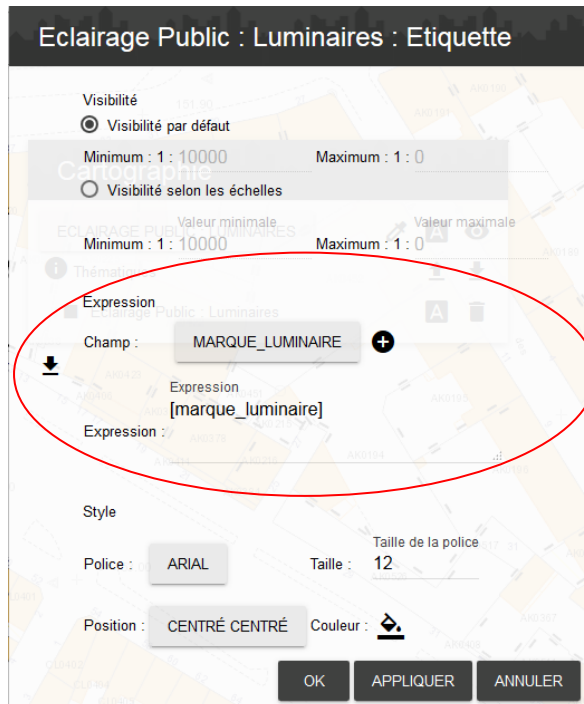 Eclairage Public : Luminaires : Etiquette
Visibilité
Visibilité par défaut
Minimum : 1 : 10000 Maximum : 1 : 0
Cartographie
Visibilité selon les échelles
Valeur minimale Valeur maximale
ECLAIRAGE PUBLIC : LUMINAIRES
Minimum : 1 : 10000 Maximum : 1 : 0
Thématique
Expression
Eclairage Public : Luminaires
Champ : MARQUE_LUMINAIRE
Expression
[marque_luminaire]
Expression :
AK0194
Style
Taille de la police
Police : ARIAL Taille : 12
Position : CENTRÉ CENTRÉ Couleur :
OK APPLIQUER ANNULER